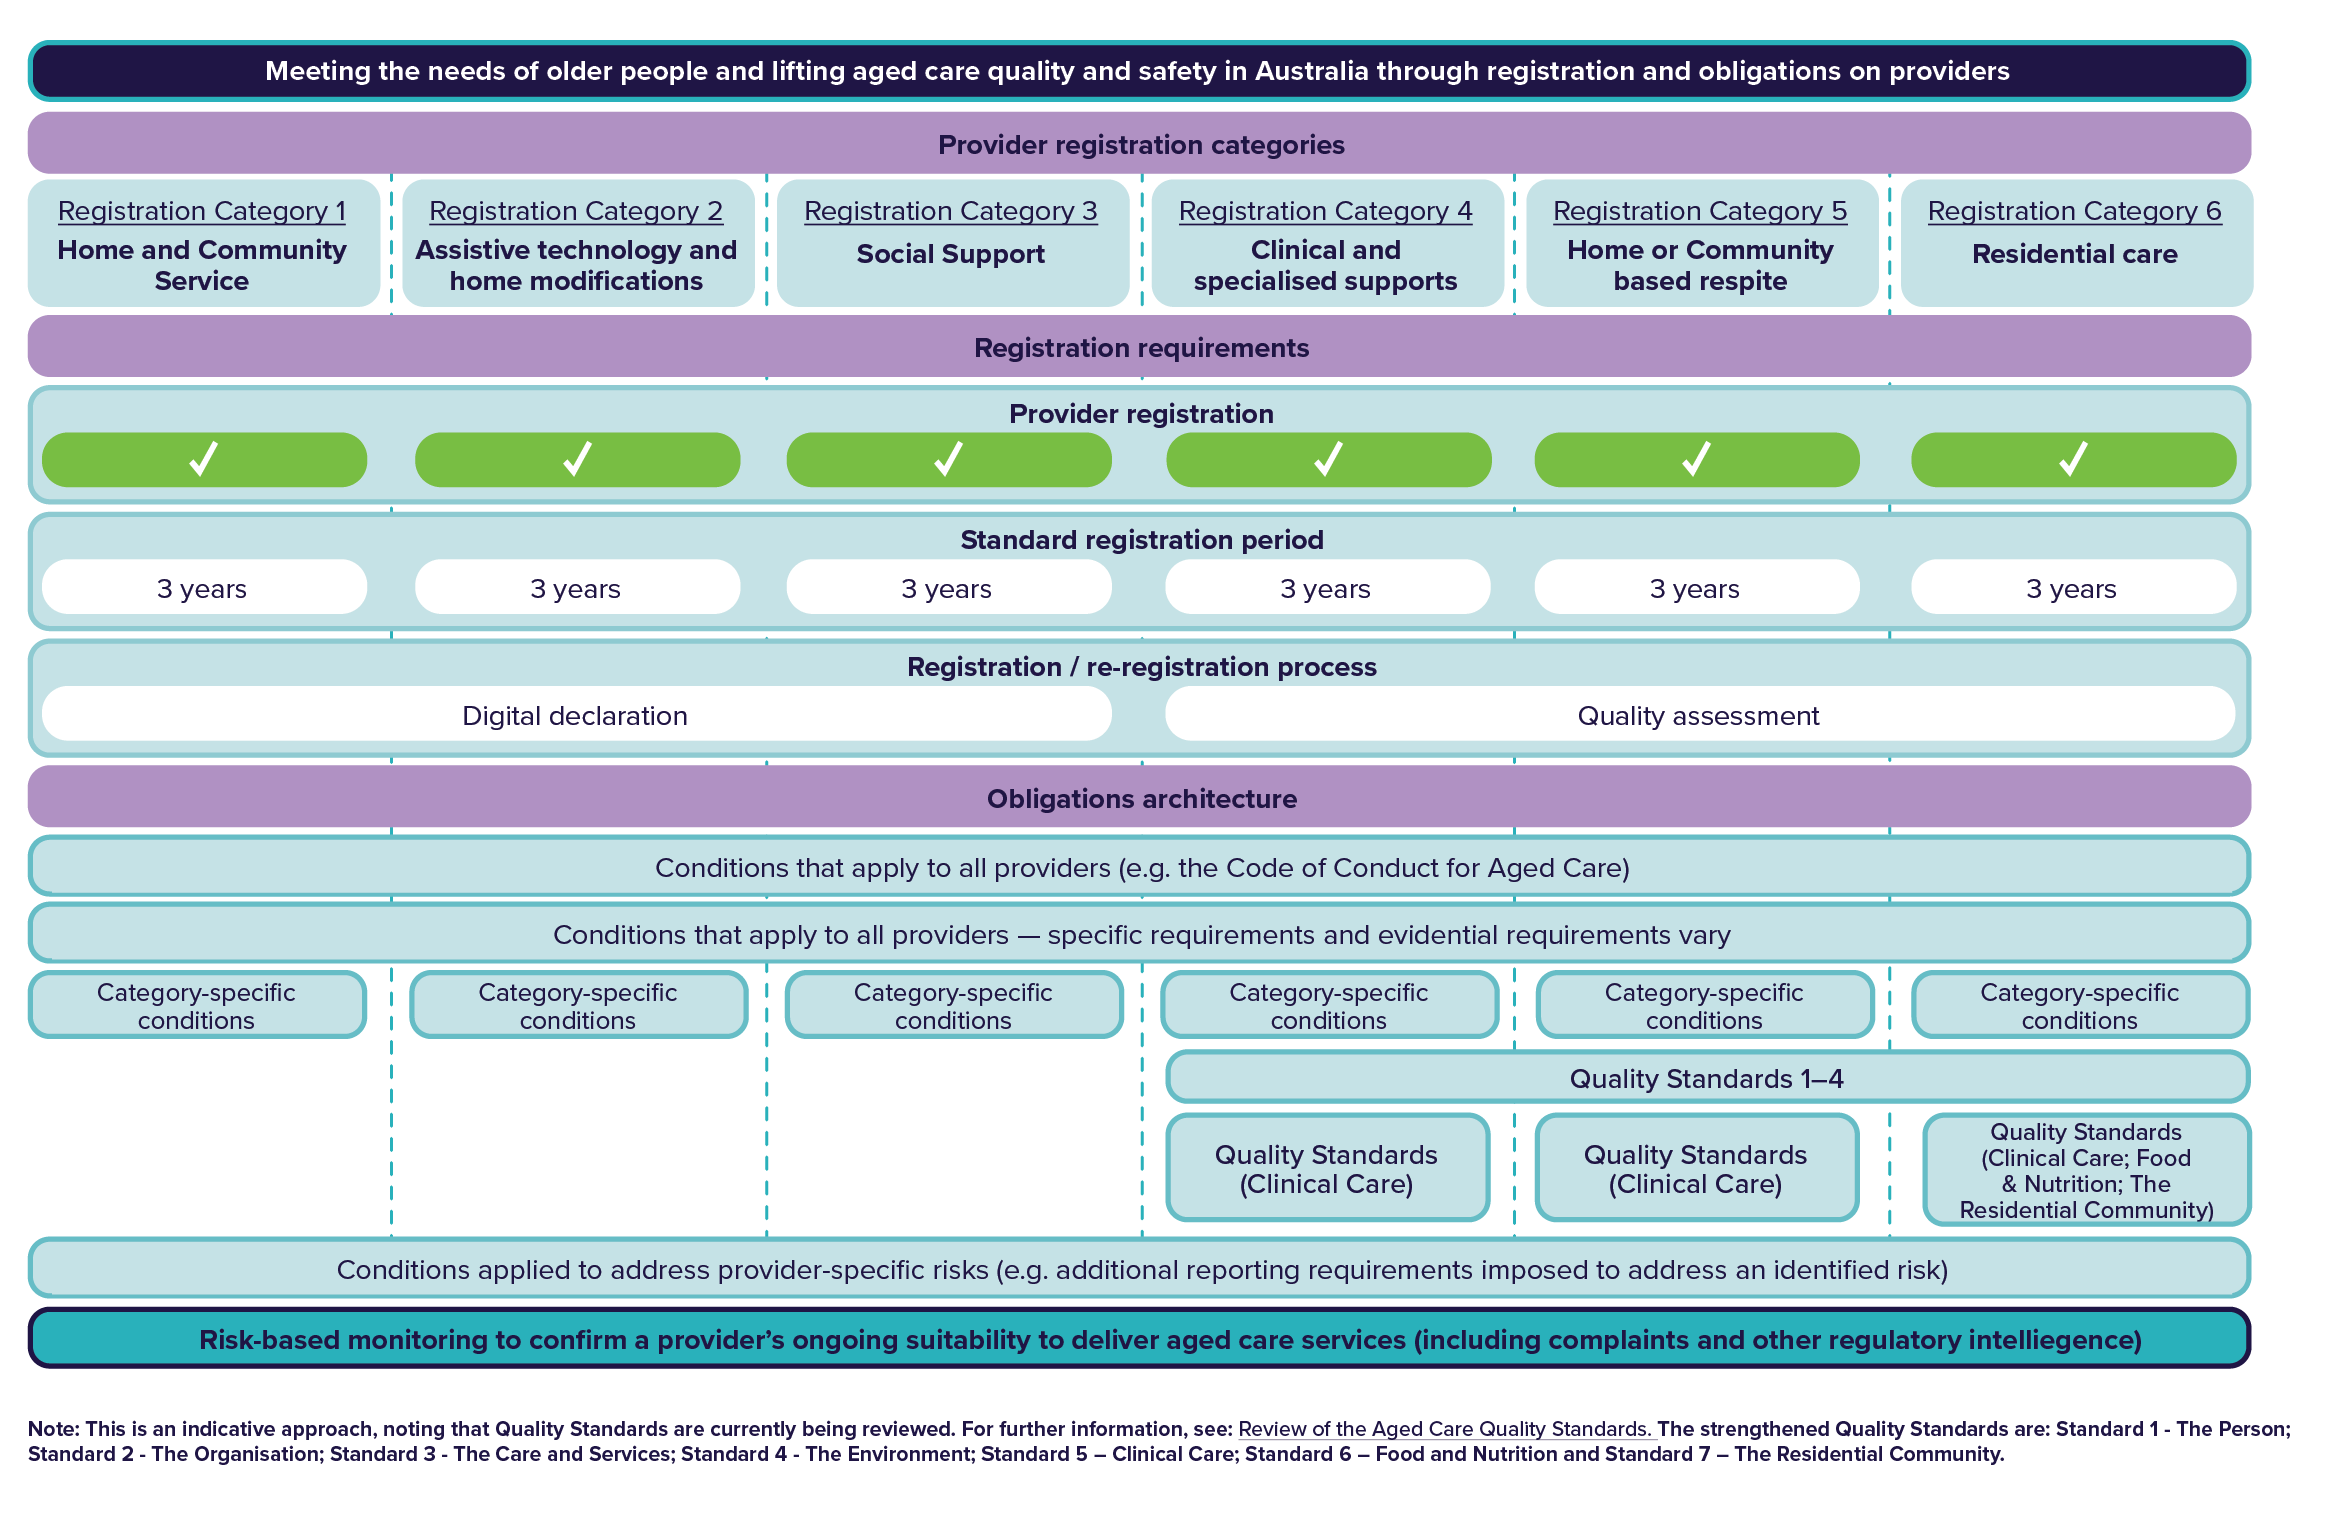 Meeting the needs of older people and lifting aged care quality and safety in Australia through registration and obligations on providers
Provider registration categories
Registration Category 1
Home and Community
Service
Registration Category 2
Assistive technology and
home modifications
Registration Category 3
Social Support
Registration Category 4
Clinical and
specialised supports
Registration Category 5
Home or Community
based respite
Registration Category 6
Residential care
Registration requirements
Provider registration
Standard registration period
3 years
3 years
3 years
3 years
3 years
3 years
Registration / re-registration process
Digital declaration
Quality assessment
Obligations architecture
Conditions that apply to all providers (e.g. the Code of Conduct for Aged Care)
Conditions that apply to all providers — specific requirements and evidential requirements vary
Category-specific
conditions
Category-specific
conditions
Category-specific
conditions
Category-specific
conditions
Category-specific
conditions
Category-specific
conditions
Quality Standards 1–4
Quality Standards
(Clinical Care)
Quality Standards
(Clinical Care)
Quality Standards
(Clinical Care; Food
& Nutrition; The
Residential Community)
Conditions applied to address provider-specific risks (e.g. additional reporting requirements imposed to address an identified risk)
Risk-based monitoring to confirm a provider’s ongoing suitability to deliver aged care services (including complaints and other regulatory intelliegence)
Note: This is an indicative approach, noting that Quality Standards are currently being reviewed. For further information, see: Review of the Aged Care Quality Standards. The strengthened Quality Standards are: Standard 1 - The Person;
Standard 2 - The Organisation; Standard 3 - The Care and Services; Standard 4 - The Environment; Standard 5 – Clinical Care; Standard 6 – Food and Nutrition and Standard 7 – The Residential Community.